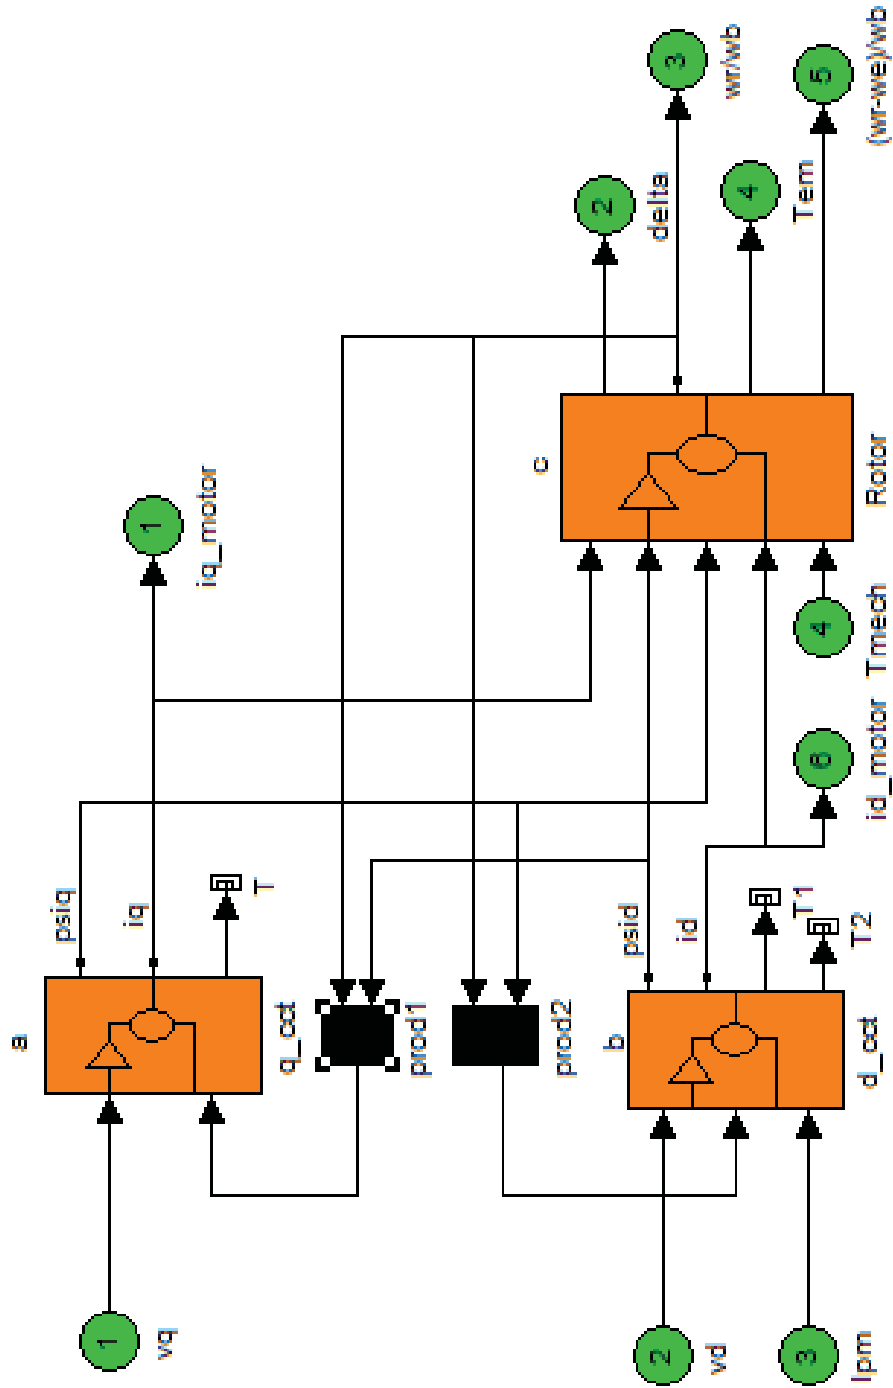 a
psiq
1
iq
1
vq
iq_motor
T
q_cct
prod1
c
prod2
2
b
psid
delta
2
3
id
vd
wr/wb
4
T1
Tem
3
6
4
5
Ipm
T2
d_cct
id_motor
Tmech
Rotor
(wr-we)/wb